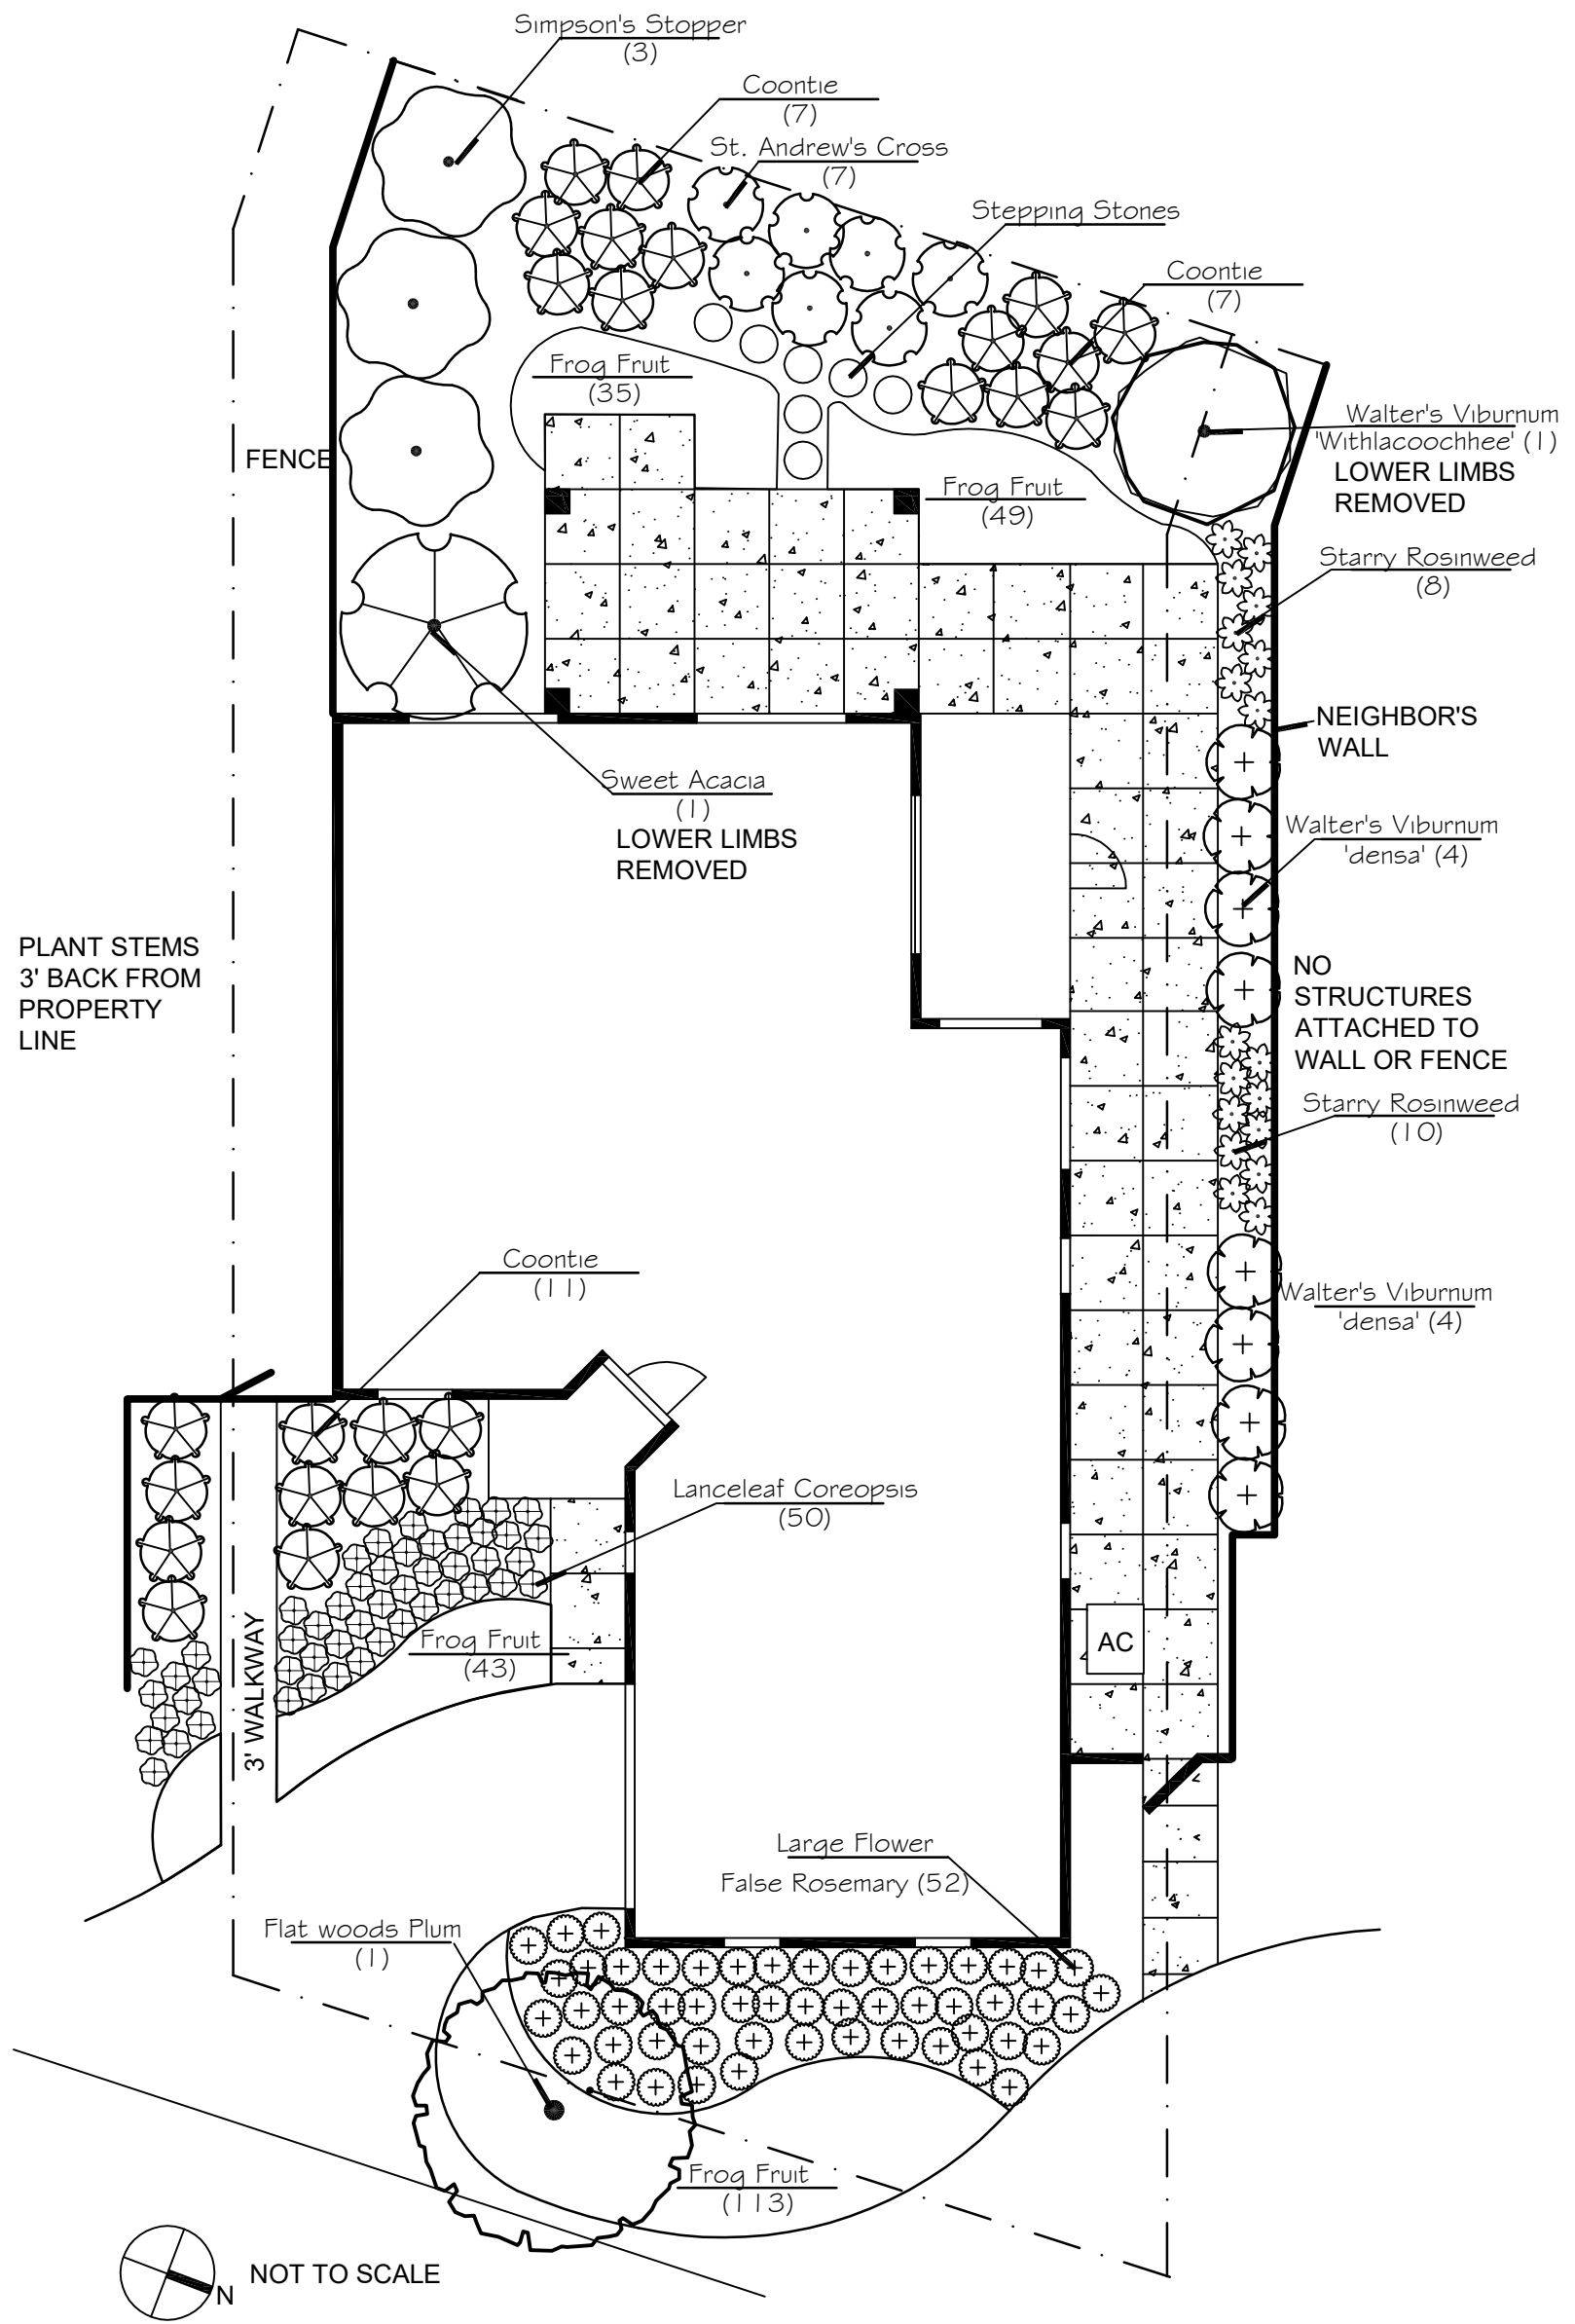 Simpson's Stopper
(3)
Coontie
(7)
St. Andrew's Cross
(7)
Stepping Stones
Coontie
(7)
Frog Fruit
(35)
Walter's Viburnum
'Withlacoochhee' (1)
LOWER LIMBS
REMOVED
FENCE
Frog Fruit
(49)
Starry Rosinweed
(8)
NEIGHBOR'S
WALL
Sweet Acacia
(1)
LOWER LIMBS
REMOVED
Walter's Viburnum
'densa' (4)
PLANT STEMS
3' BACK FROM
PROPERTY
LINE
NO
STRUCTURES
ATTACHED TO
WALL OR FENCE
Starry Rosinweed
(10)
Coontie
(11)
Walter's Viburnum
'densa' (4)
Lanceleaf Coreopsis
(50)
Frog Fruit
(43)
3' WALKWAY
AC
Large Flower
False Rosemary (52)
Flat woods Plum
(1)
Frog Fruit
(113)
N
NOT TO SCALE